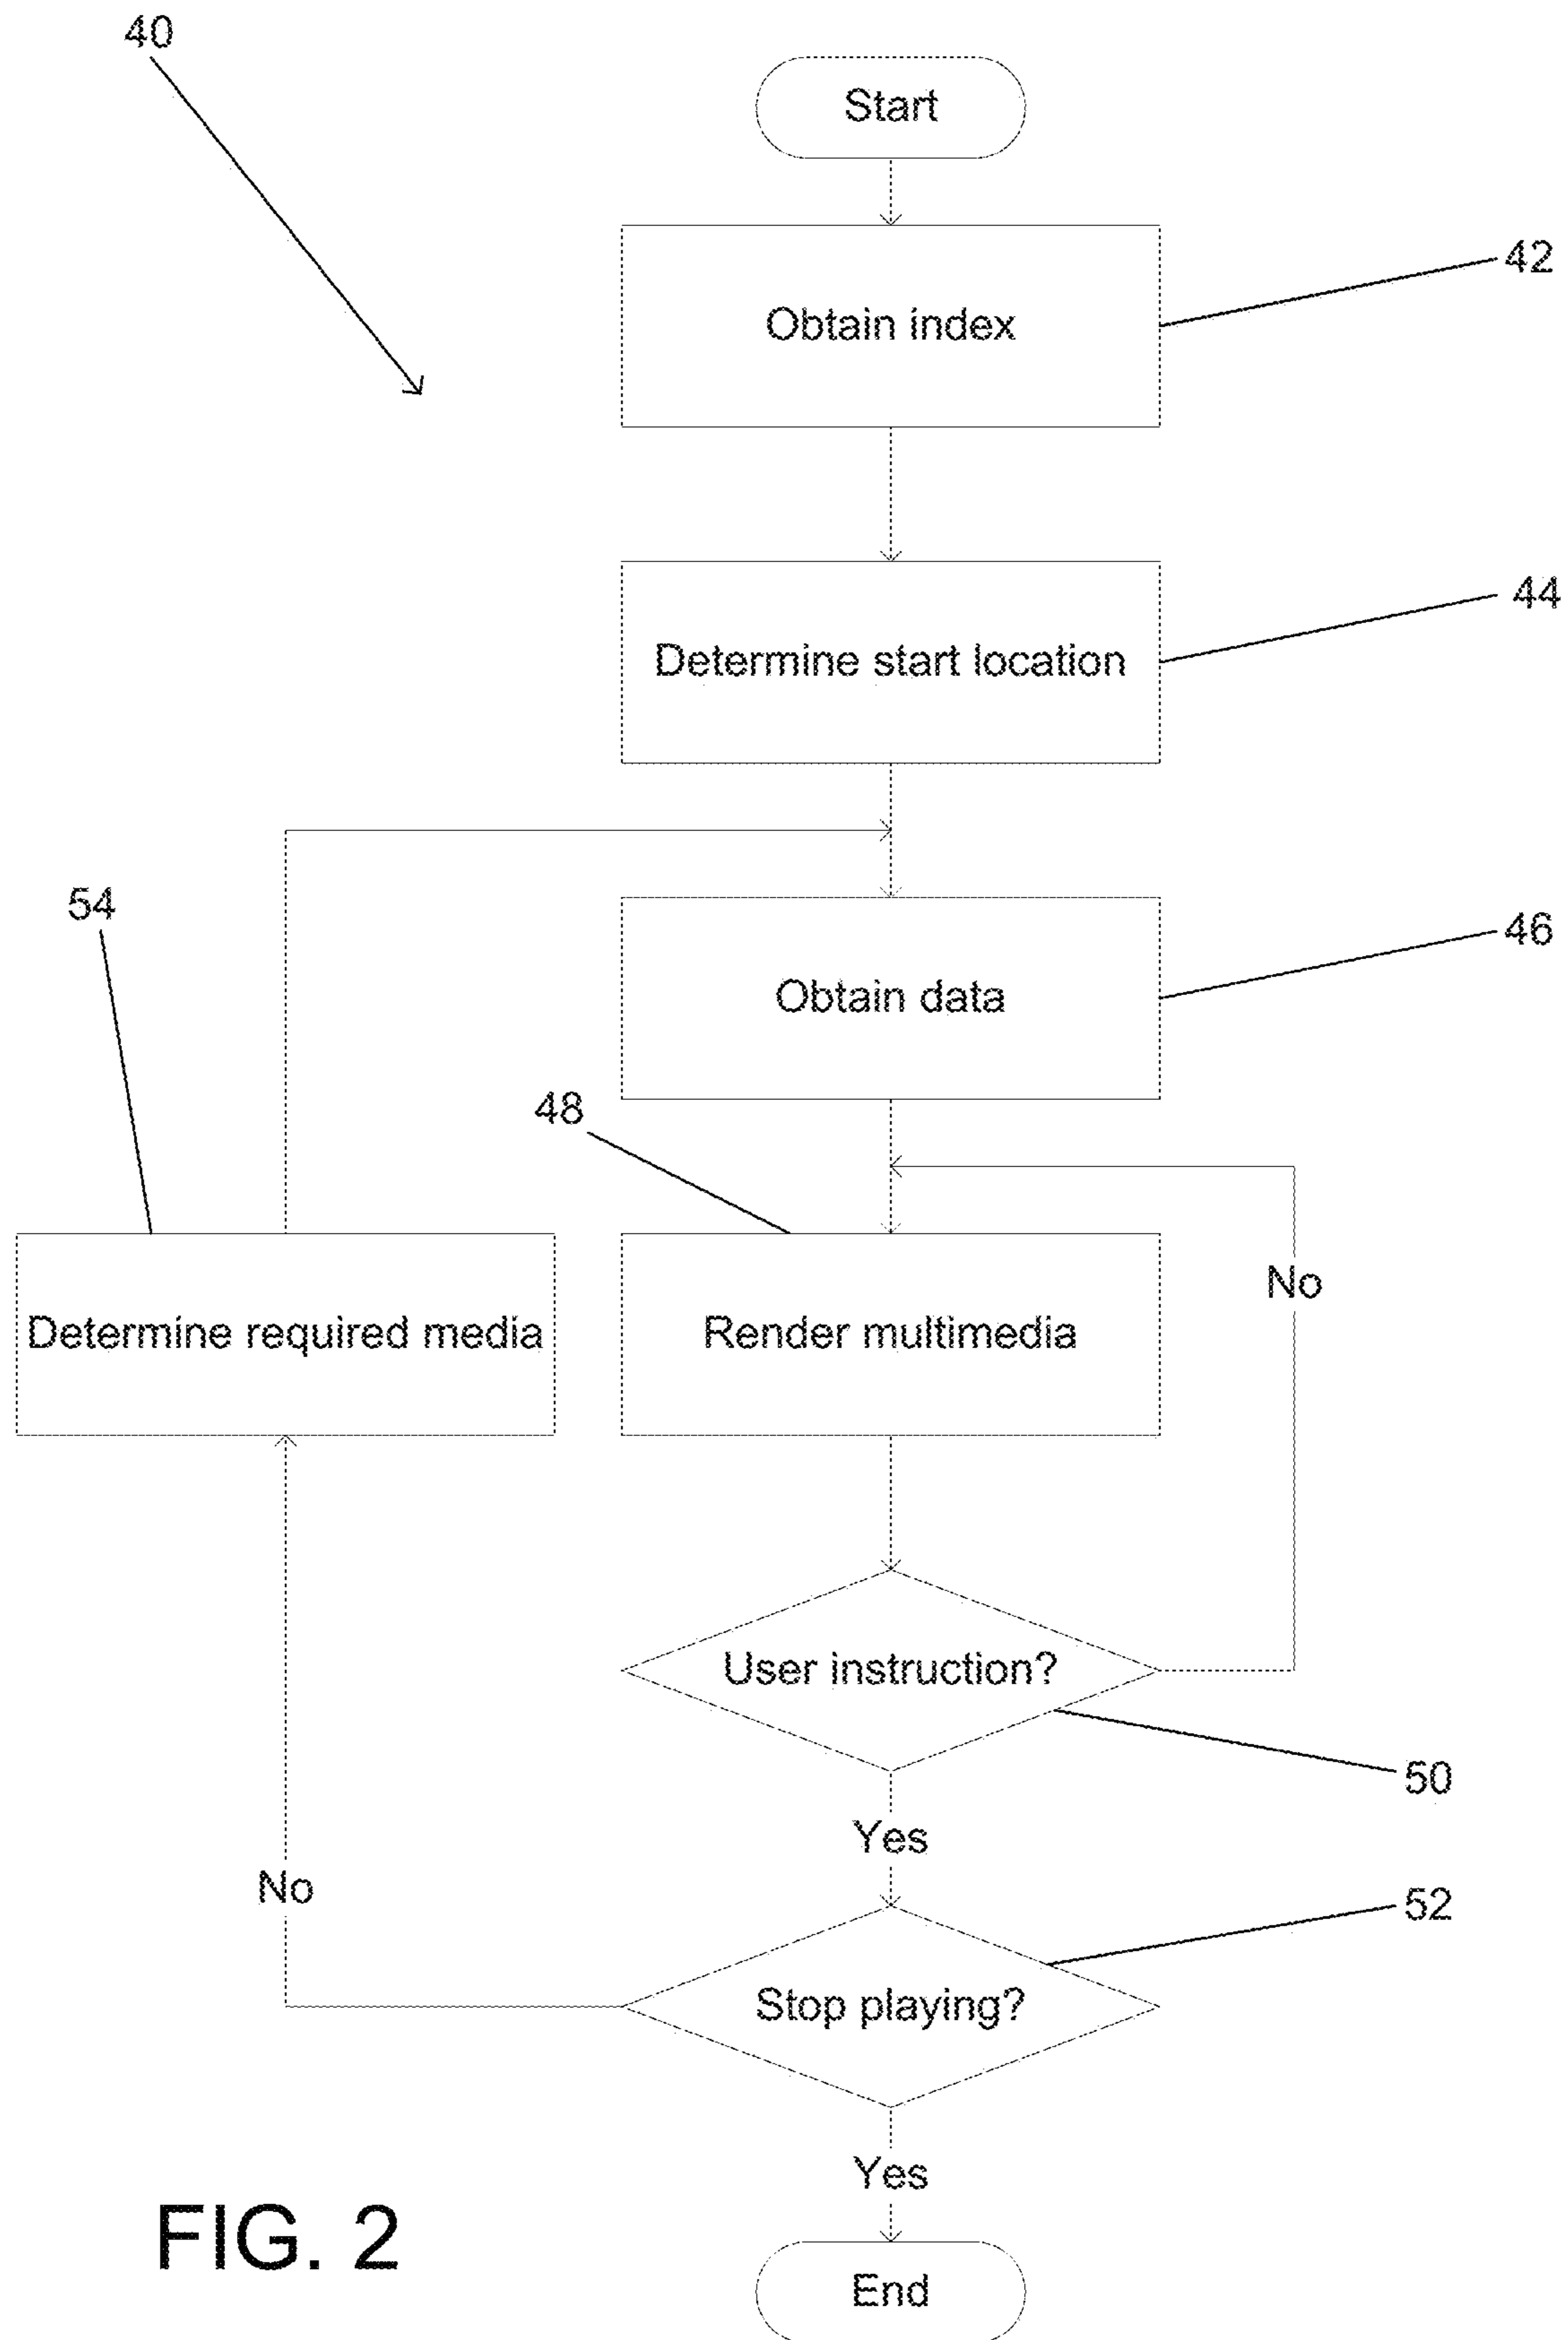 40
Start
Obtain index
42
Determine start location
44
54
Obtain data
46
48
Determine required media
Render multimedia
No
User instruction?
50
Yes
No
Stop playing?
52
Yes
End
FIG. 2